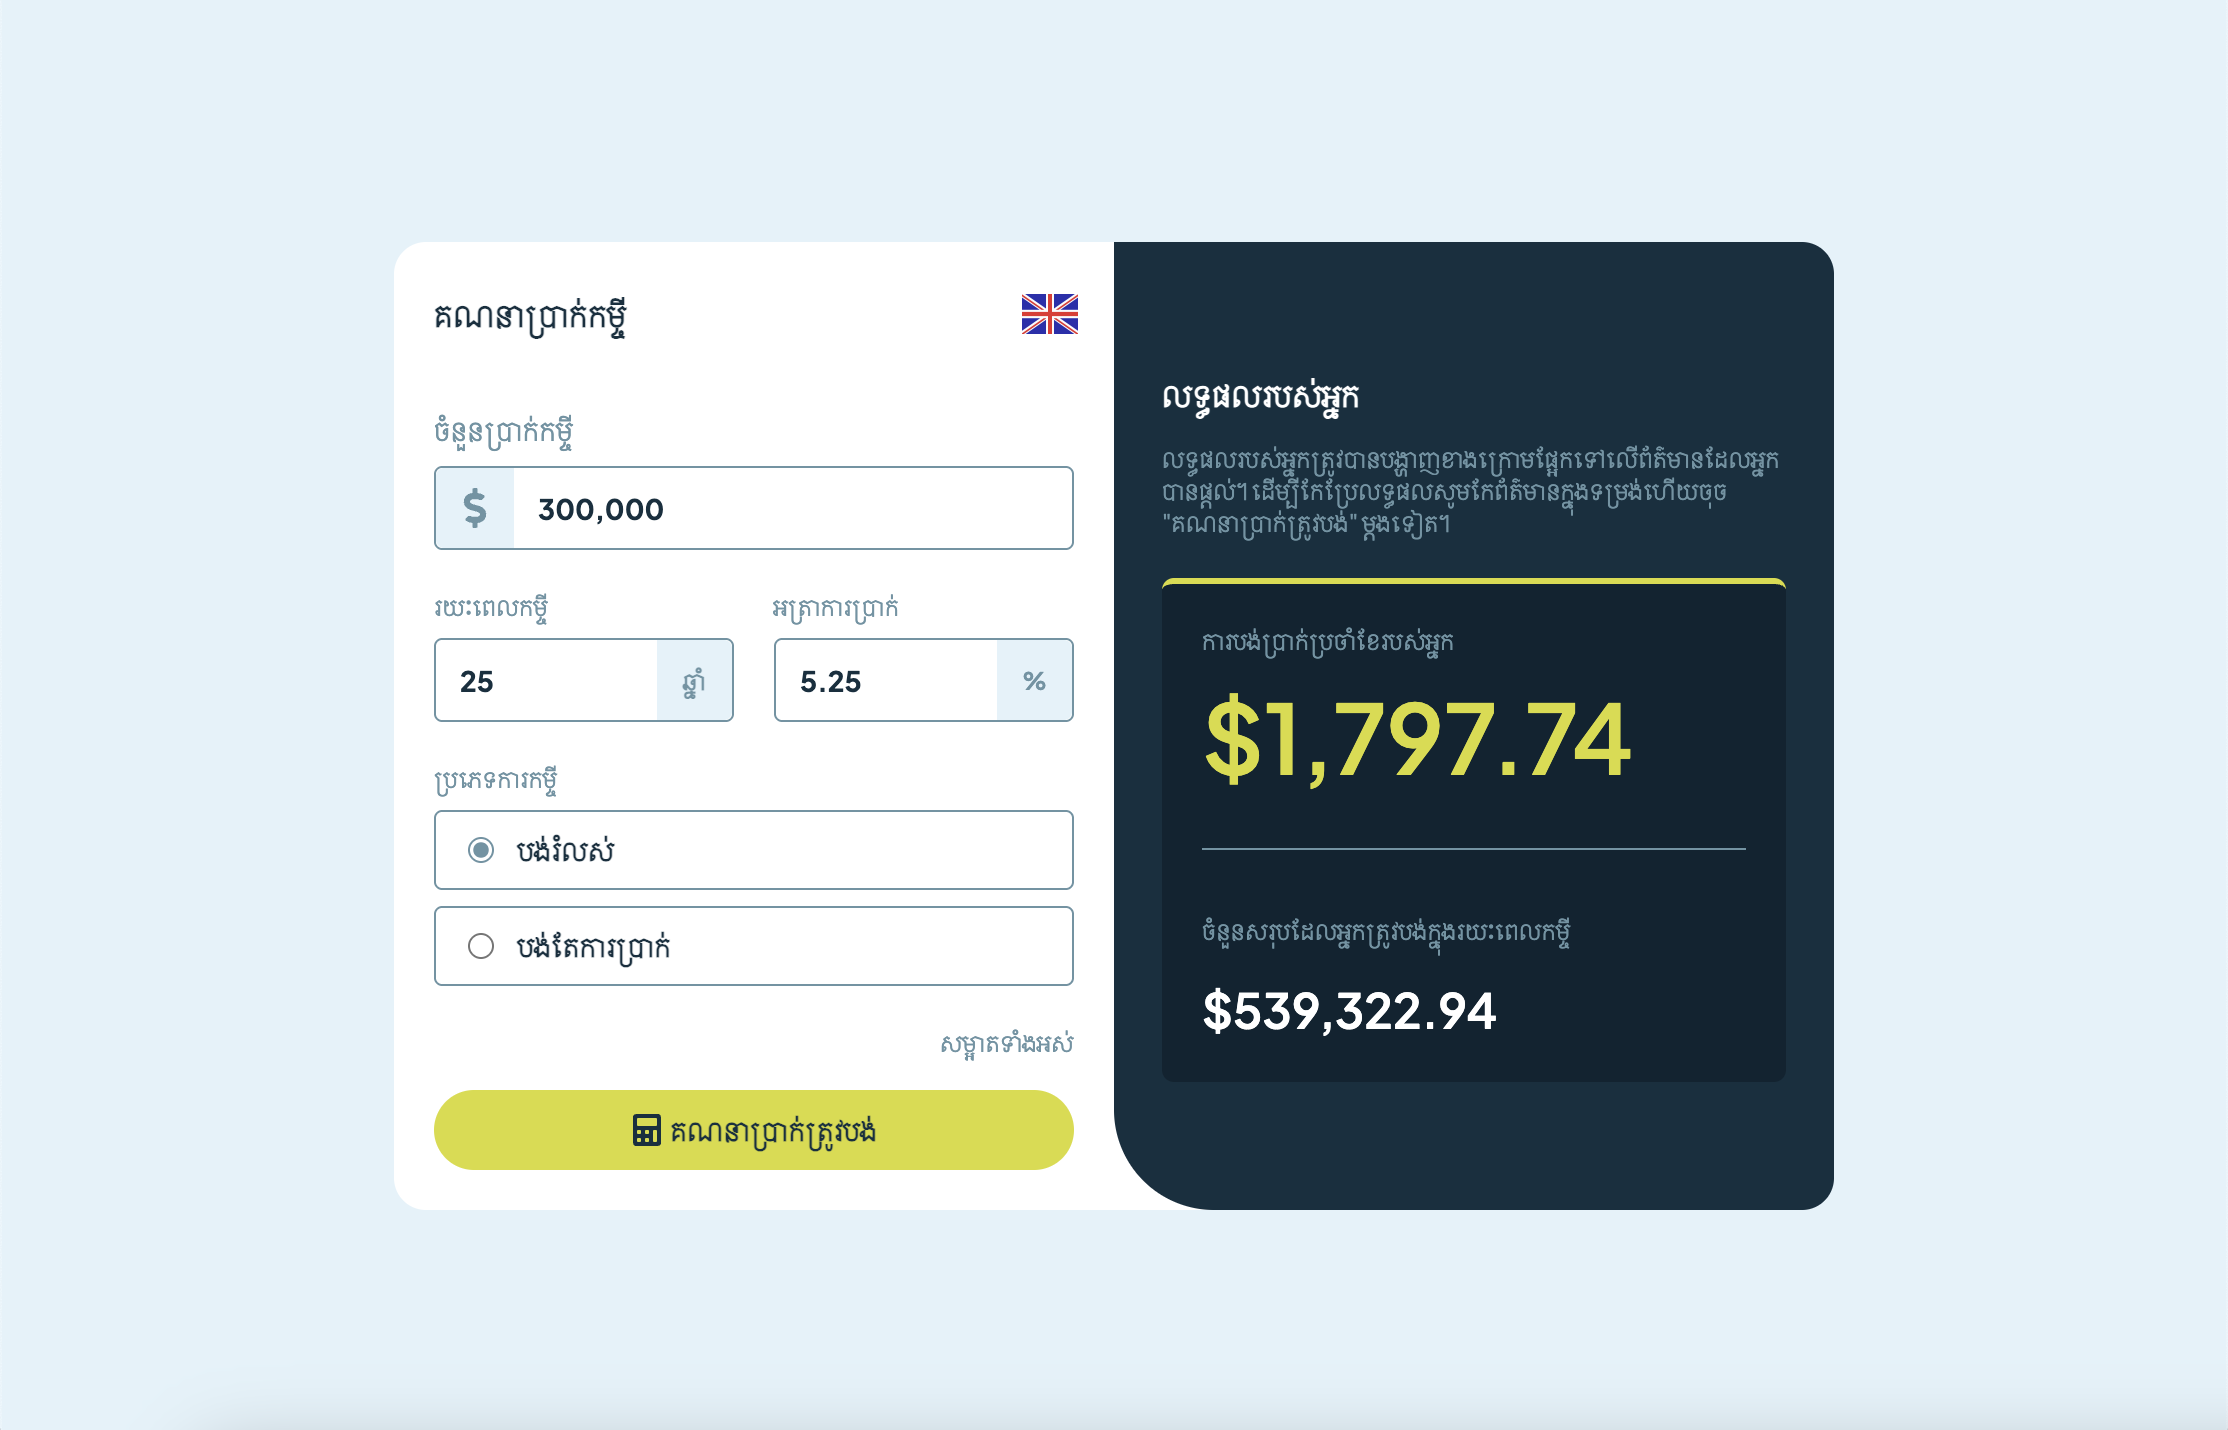 គណនាប្រាក់កម្ចី
ចំនួនប្រាក់កម្ចី
$ 300,000
រយៈពេលកម្ចី
25 ឆ្នាំ
អត្រាការប្រាក់
5.25 %
ប្រភេទការកម្ចី
បង់រំលស់
បង់តែការប្រាក់
សម្អាតទាំងអស់
គណនាប្រាក់ត្រូវបង់
លទ្ធផលរបស់អ្នក
លទ្ធផលរបស់អ្នកត្រូវបានបង្ហាញខាងក្រោមផ្អែកទៅលើព័ត៌មានដែលអ្នក
បានផ្តល់។ ដើម្បីកែប្រែលទ្ធផលសូមកែព័ត៌មានក្នុងទម្រង់ហើយចុច
"គណនាប្រាក់ត្រូវបង់" ម្តងទៀត។
ការបង់ប្រាក់ប្រចាំខែរបស់អ្នក
$1,797.74
ចំនួនសរុបដែលអ្នកត្រូវបង់ក្នុងរយៈពេលកម្ចី
$539,322.94